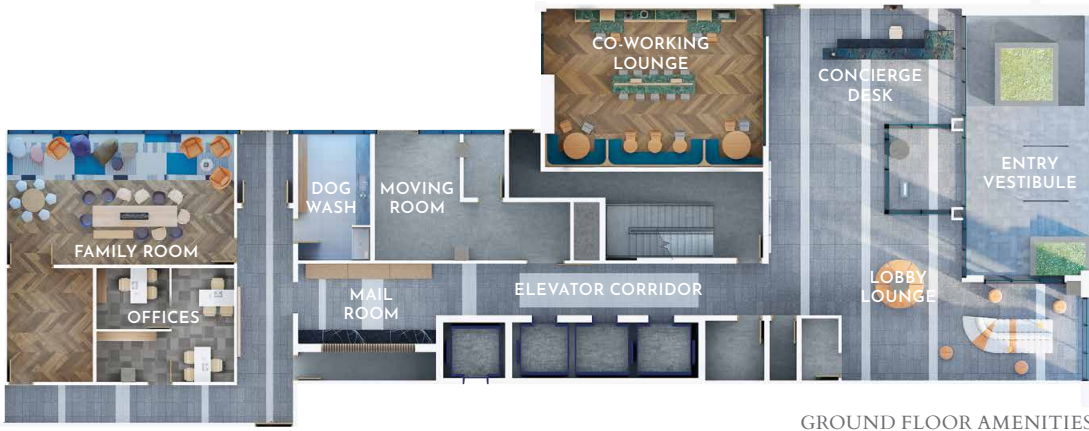 CO-WORKING
LOUNGE
CONCIERGE
DESK
ENTRY
VESTIBULE
DOG
WASH
MOVING
ROOM
FAMILY ROOM
OFFICES
MAIL
ROOM
ELEVATOR CORRIDOR
LOBBY
LOUNGE
GROUND FLOOR AMENITIES